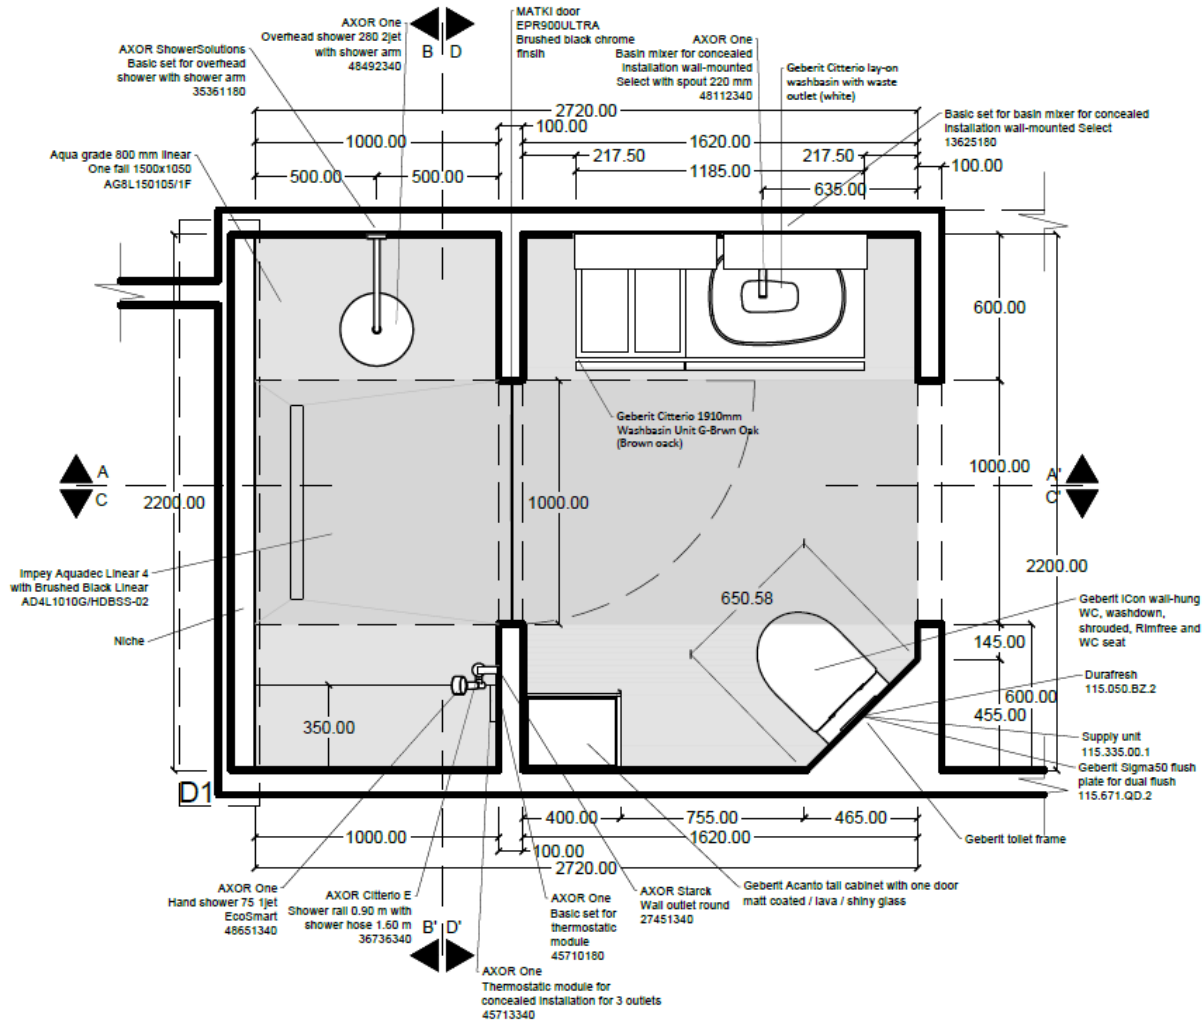 MATKI door
EPR900ULTRA
Brushed black chrome
finsih
AXOR One
Overhead shower 280 2jet
with shower arm
48492340
B
D
AXOR ShowerSolutions
Basic set for overhead
shower with shower arm
35361180
AXOR One
Basin mixer for concealed
installation wall-mounted
Select with spout 220 mm
48112340
Geberit Citterio lay-on
washbasin with waste
outlet (white)
Basic set for basin mixer for concealed
installation wall-mounted Select
13625180
Aqua grade 800 mm linear
One fall 1500x1050
AG8L150105/1F
2720.00
100.00
1000.00
1620.00
217.50
217.50
500.00
500.00
1185.00
100.00
635.00
600.00
Geberit Citterio 1910mm
Washbasin Unit G-Brwn Oak
(Brown oack)
A
C
A'
C'
1000.00
2200.00
1000.00
2200.00
Impey Aquadec Linear 4
with Brushed Black Linear
AD4L1010G/HDBSS-02
Niche
650.58
Geberit iCon wall-hung
WC, washdown,
shrouded, Rimfree and
WC seat
145.00
600.00
455.00
350.00
Durafresh
115.050.BZ.2
Supply unit
115.335.00.1
Geberit Sigma50 flush
plate for dual flush
115.671.QD.2
D1
400.00
755.00
465.00
1000.00
1620.00
100.00
2720.00
Geberit toilet frame
AXOR One
Hand shower 75 1jet
EcoSmart
48651340
AXOR Citterio E
Shower rail 0.90 m with
shower hose 1.60 m
36736340
B'
D'
AXOR One
Basic set for
thermostatic
module
45710180
AXOR Starck
Wall outlet round
27451340
Geberit Acanto tall cabinet with one door
matt coated / lava / shiny glass
AXOR One
Thermostatic module for
concealed installation for 3 outlets
45713340